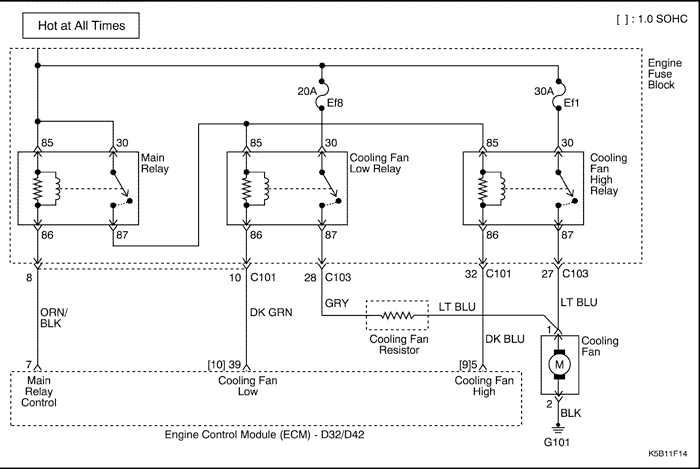 Hot at All Times
[ ] : 1.0 SOHC
Engine
Fuse
Block
20A
Ef8
30A
Ef1
85
30
85
30
85
30
Main
Relay
Cooling Fan
Low Relay
Cooling
Fan
High
Relay
86
87
86
87
86
87
8
10
C101
28
C103
32
C101
27
C103
ORN/
BLK
DK GRN
GRY
LT BLU
DK BLU
LT BLU
Cooling Fan
Resistor
1
Cooling
Fan
M
2
BLK
G101
7
[10] 39
[9]5
Main
Relay
Control
Cooling Fan
Low
Cooling Fan
High
Engine Control Module (ECM) - D32/D42
K5B11F14